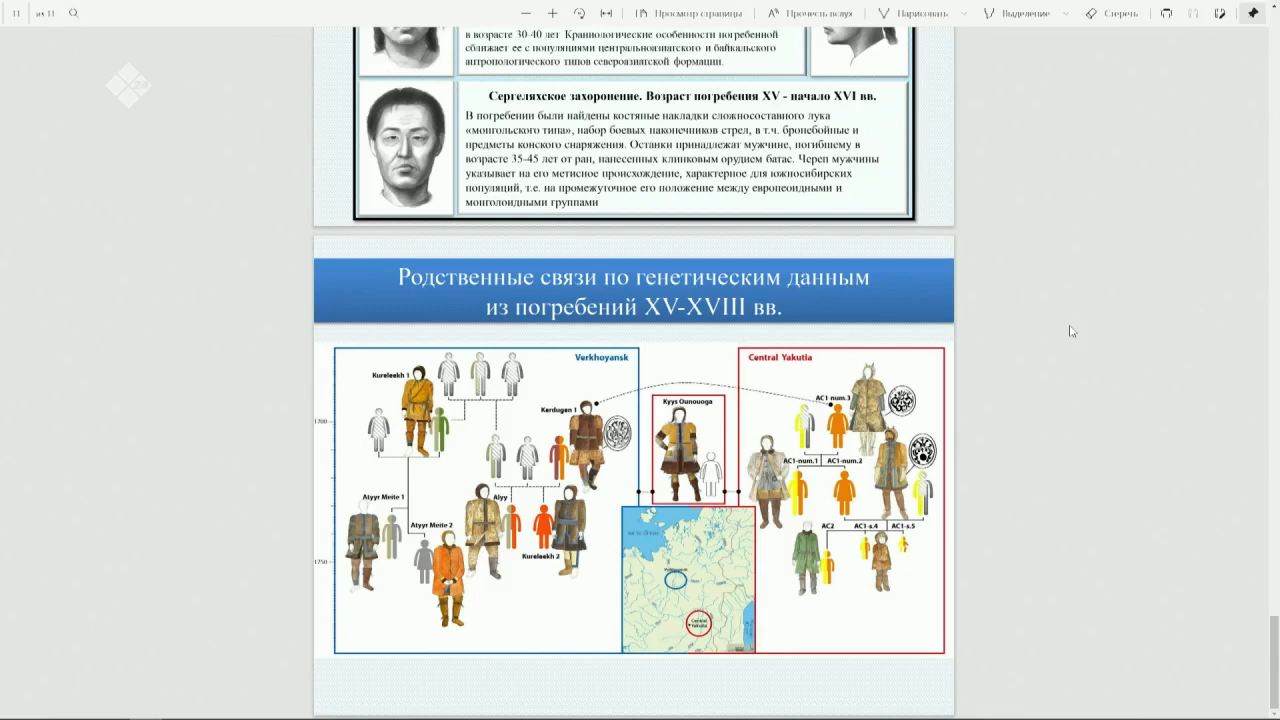 11
из 11
Просмотр страницы
Прочесть вслух
Нарисовать
Выделение
Стереть
24
в возрасте 30-40 лет. Краниологические особенности погребенной
сближает ее с популяциями центральноазиатского и байкальского
антропологического типов североазиатской формации.
Сергеляхское захоронение. Возраст погребения XV - начало XVI вв.
В погребении были найдены костяные накладки сложносоставного лука
«монгольского типа», набор боевых наконечников стрел, в т.ч. бронебойные и
предметы конского снаряжения. Останки принадлежат мужчине, погибшему в
возрасте 35-45 лет от ран, нанесенных клинковым орудием батас. Череп мужчины
указывает на его метисное происхождение, характерное для южносибирских
популяций, т.е. на промежуточное его положение между европеоидными и
монголоидными группами
Родственные связи по генетическим данным
из погребений XV-XVIII вв.
Verkhoyansk
Central Yakutia
Kureleekh 1
Kerdugen 1
Kyys Ounouoga
AC1-num.3
1700
AC1-num.1
AC1-num.2
Atyyr Meite 1
Alyy
Atyyr Meite 2
AC2
AC1-s.4
AC1-s.5
Kureleekh 2
1750
Central
Yakutia